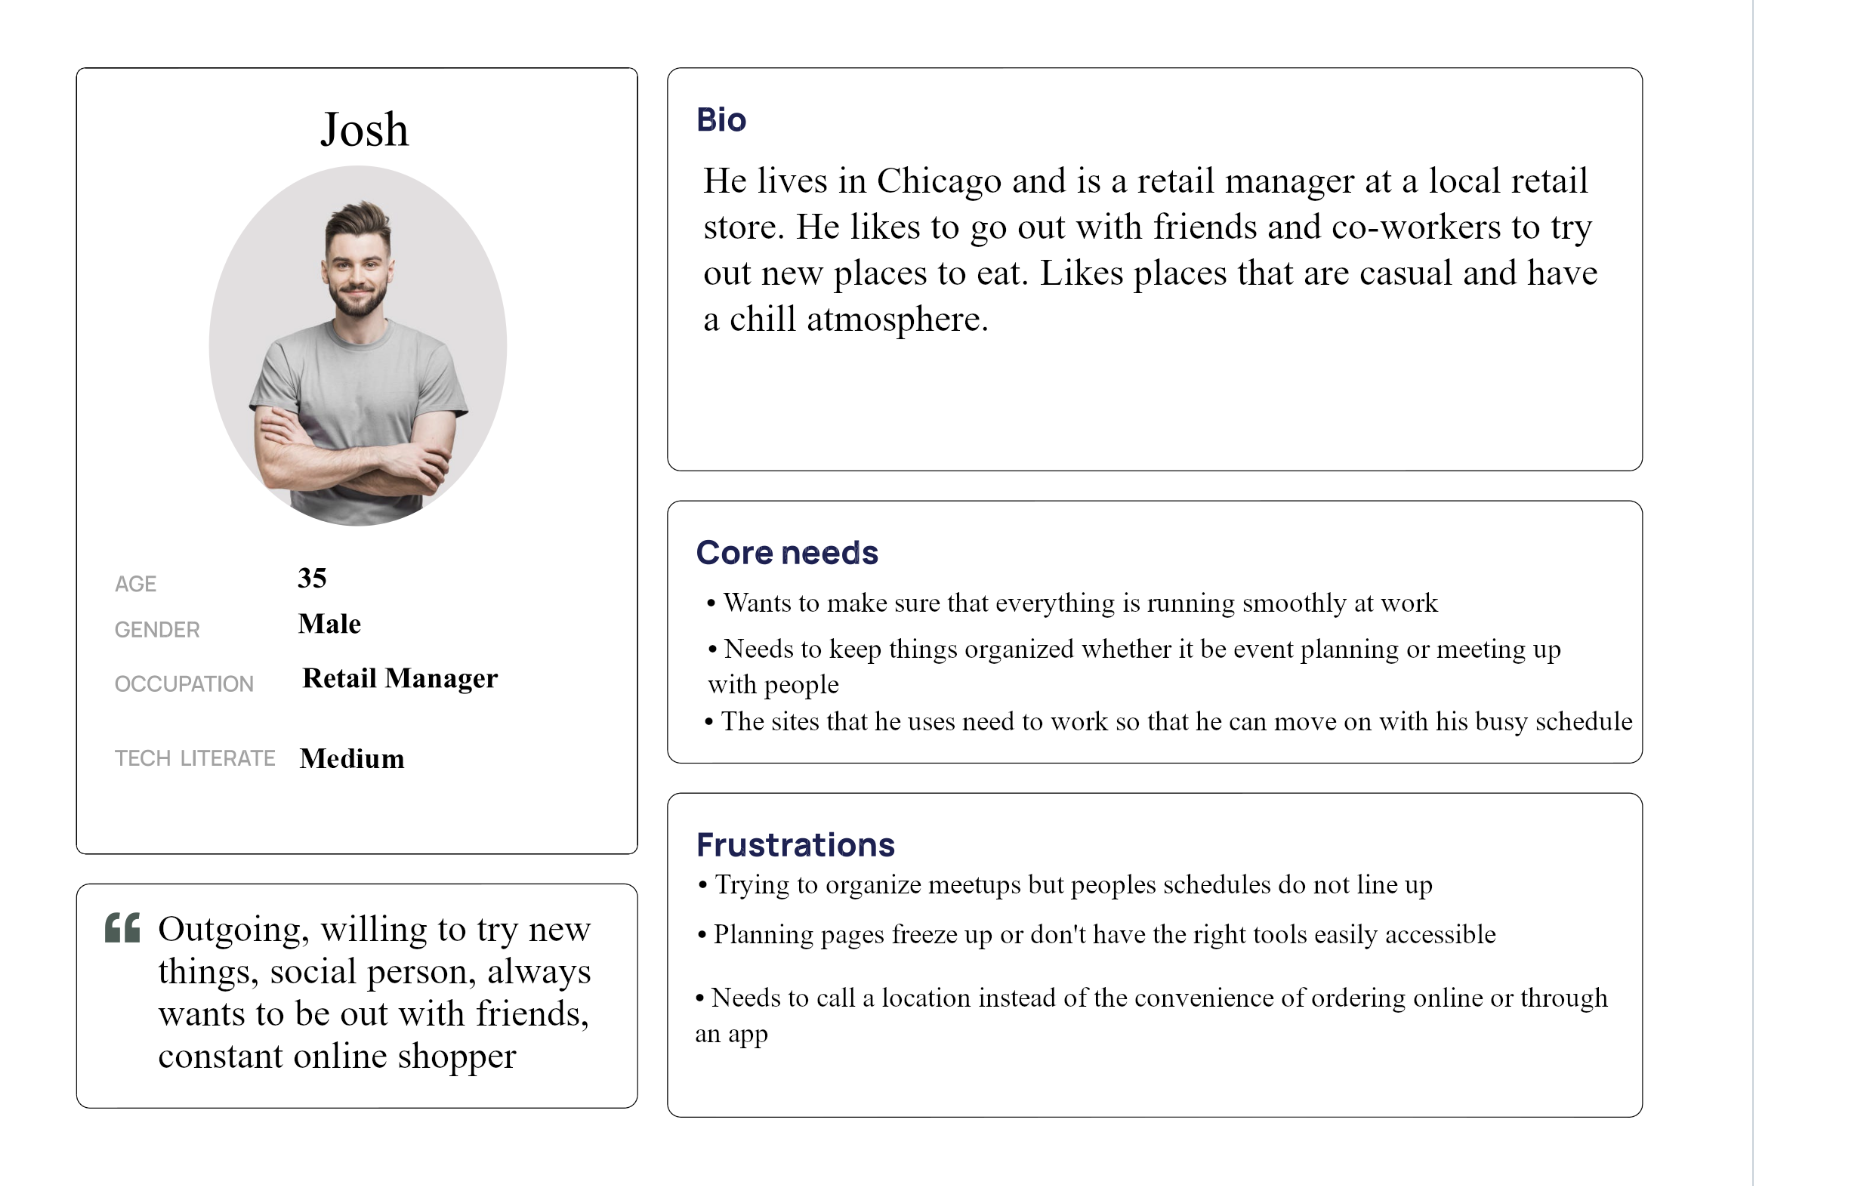 Josh
AGE 35
GENDER Male
OCCUPATION Retail Manager
TECH LITERATE Medium
“ Outgoing, willing to try new
things, social person, always
wants to be out with friends,
constant online shopper
Bio
He lives in Chicago and is a retail manager at a local retail
store. He likes to go out with friends and co-workers to try
out new places to eat. Likes places that are casual and have
a chill atmosphere.
Core needs
• Wants to make sure that everything is running smoothly at work
• Needs to keep things organized whether it be event planning or meeting up
with people
• The sites that he uses need to work so that he can move on with his busy schedule
Frustrations
• Trying to organize meetups but peoples schedules do not line up
• Planning pages freeze up or don't have the right tools easily accessible
• Needs to call a location instead of the convenience of ordering online or through
an app